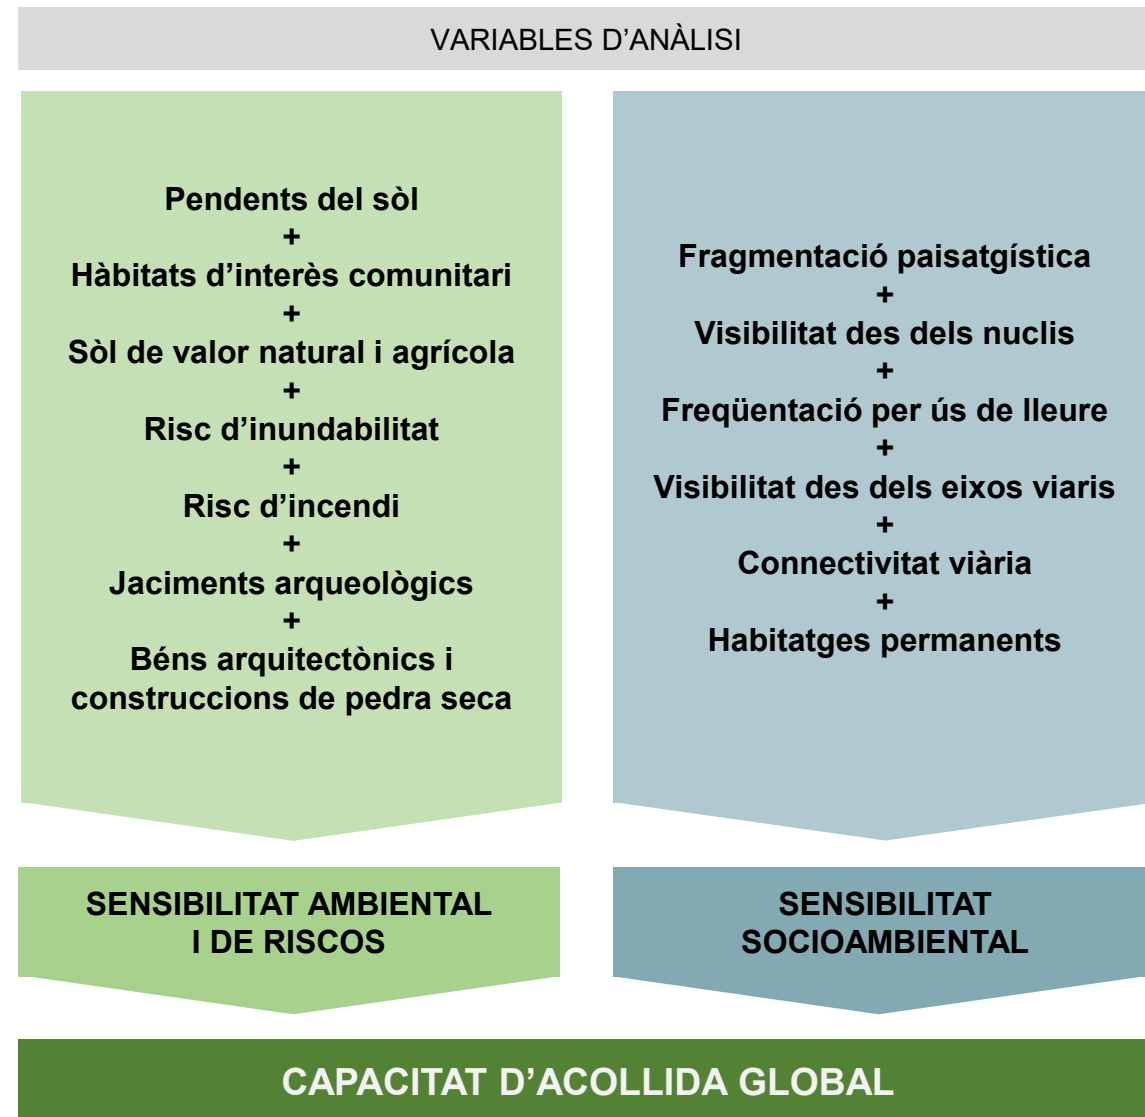 VARIABLES D’ANÀLISI
Pendents del sòl
+
Hàbitats d’interès comunitari
+
Sòl de valor natural i agrícola
+
Risc d’inundabilitat
+
Risc d’incendi
+
Jaciments arqueològics
+
Béns arquitectònics i
construccions de pedra seca
Fragmentació paisatgística
+
Visibilitat des dels nuclis
+
Freqüentació per ús de lleure
+
Visibilitat des dels eixos viaris
+
Connectivitat viària
+
Habitatges permanents
SENSIBILITAT AMBIENTAL
I DE RISCOS
SENSIBILITAT
SOCIOAMBIENTAL
CAPACITAT D’ACOLLIDA GLOBAL